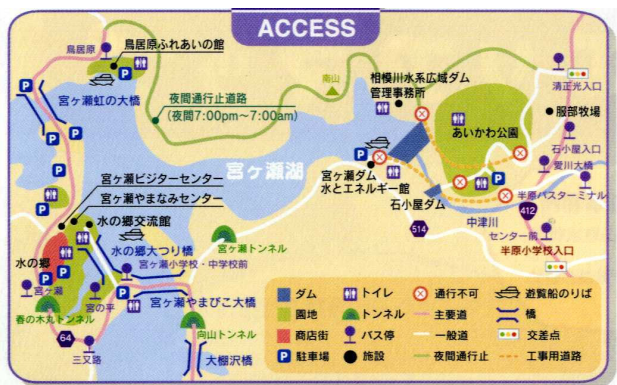 ACCESS
鳥居原
鳥居原ふれあいの館
P
P
宮ヶ瀬虹の大橋
P
P
夜間通行止道路
(夜間7:00pm〜7:00am)
南山
相模川水系広域ダム
管理事務所
清正光入口
服部牧場
あいかわ公園
石小屋入口
愛川大橋
P
宮ヶ瀬ダム
水とエネルギー館
宮ヶ瀬湖
石小屋ダム
P
半原バスターミナル
中津川
412
514
センター前
半原小学校入口
P
宮ヶ瀬ビジターセンター
宮ヶ瀬やまなみセンター
P
水の郷交流館
水の郷大つり橋
宮ヶ瀬トンネル
宮ヶ瀬小学校・中学校前
水の郷
P
P
P
宮ヶ瀬
宮の平
宮ヶ瀬やまびこ大橋
春の木丸トンネル
64
三叉路
向山トンネル
大棚沢橋
ダム
トイレ
通行不可
遊覧船のりば
園地
トンネル
主要道
橋
商店街
バス停
一般道
交差点
P
駐車場
施設
夜間通行止
工事用道路